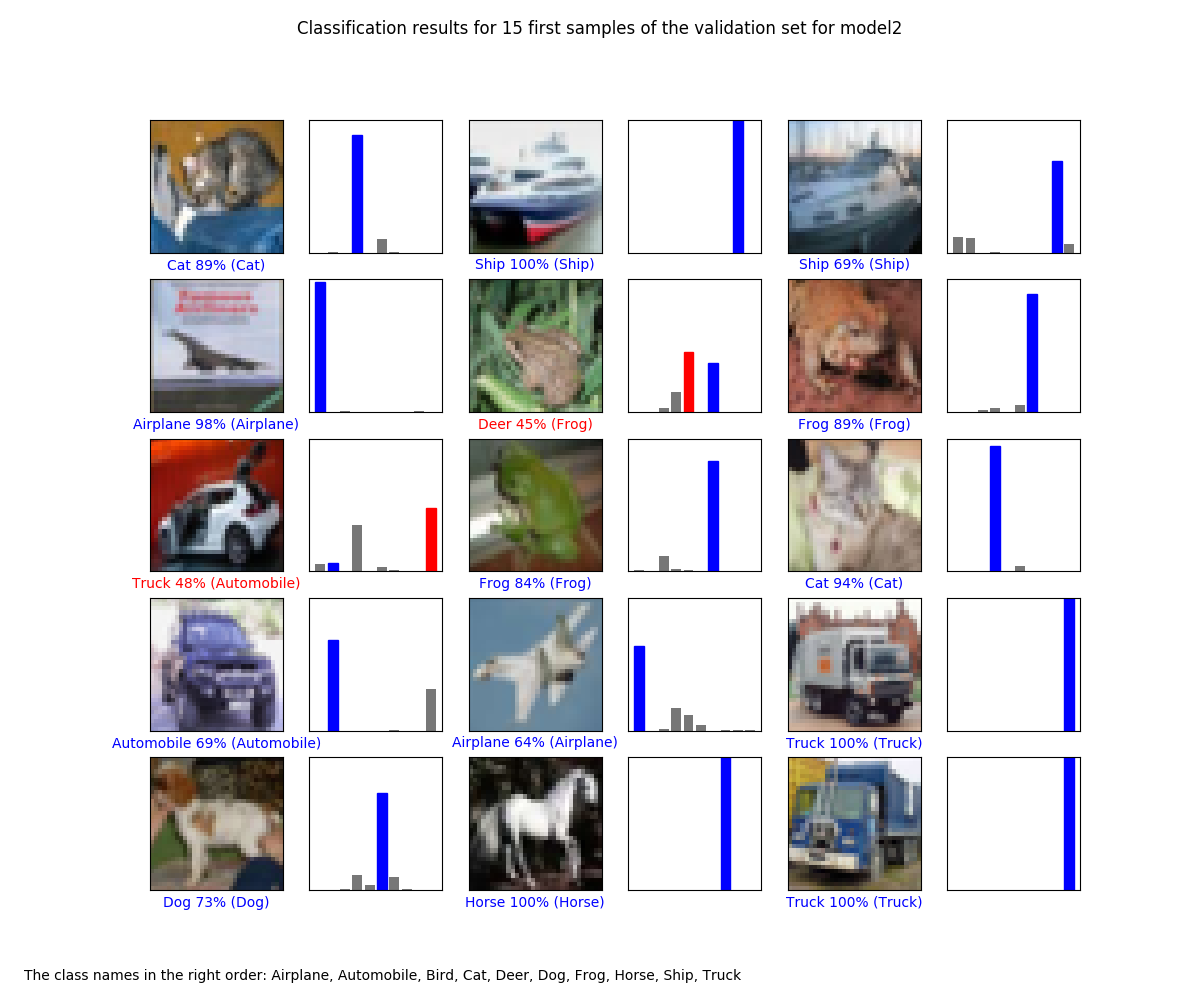 Classification results for 15 first samples of the validation set for model2
Cat 89% (Cat)
Ship 100% (Ship)
Ship 69% (Ship)
Airplane 98% (Airplane)
Deer 45% (Frog)
Frog 89% (Frog)
Truck 48% (Automobile)
Frog 84% (Frog)
Cat 94% (Cat)
Automobile 69% (Automobile)
Airplane 64% (Airplane)
Truck 100% (Truck)
Dog 73% (Dog)
Horse 100% (Horse)
Truck 100% (Truck)
The class names in the right order: Airplane, Automobile, Bird, Cat, Deer, Dog, Frog, Horse, Ship, Truck